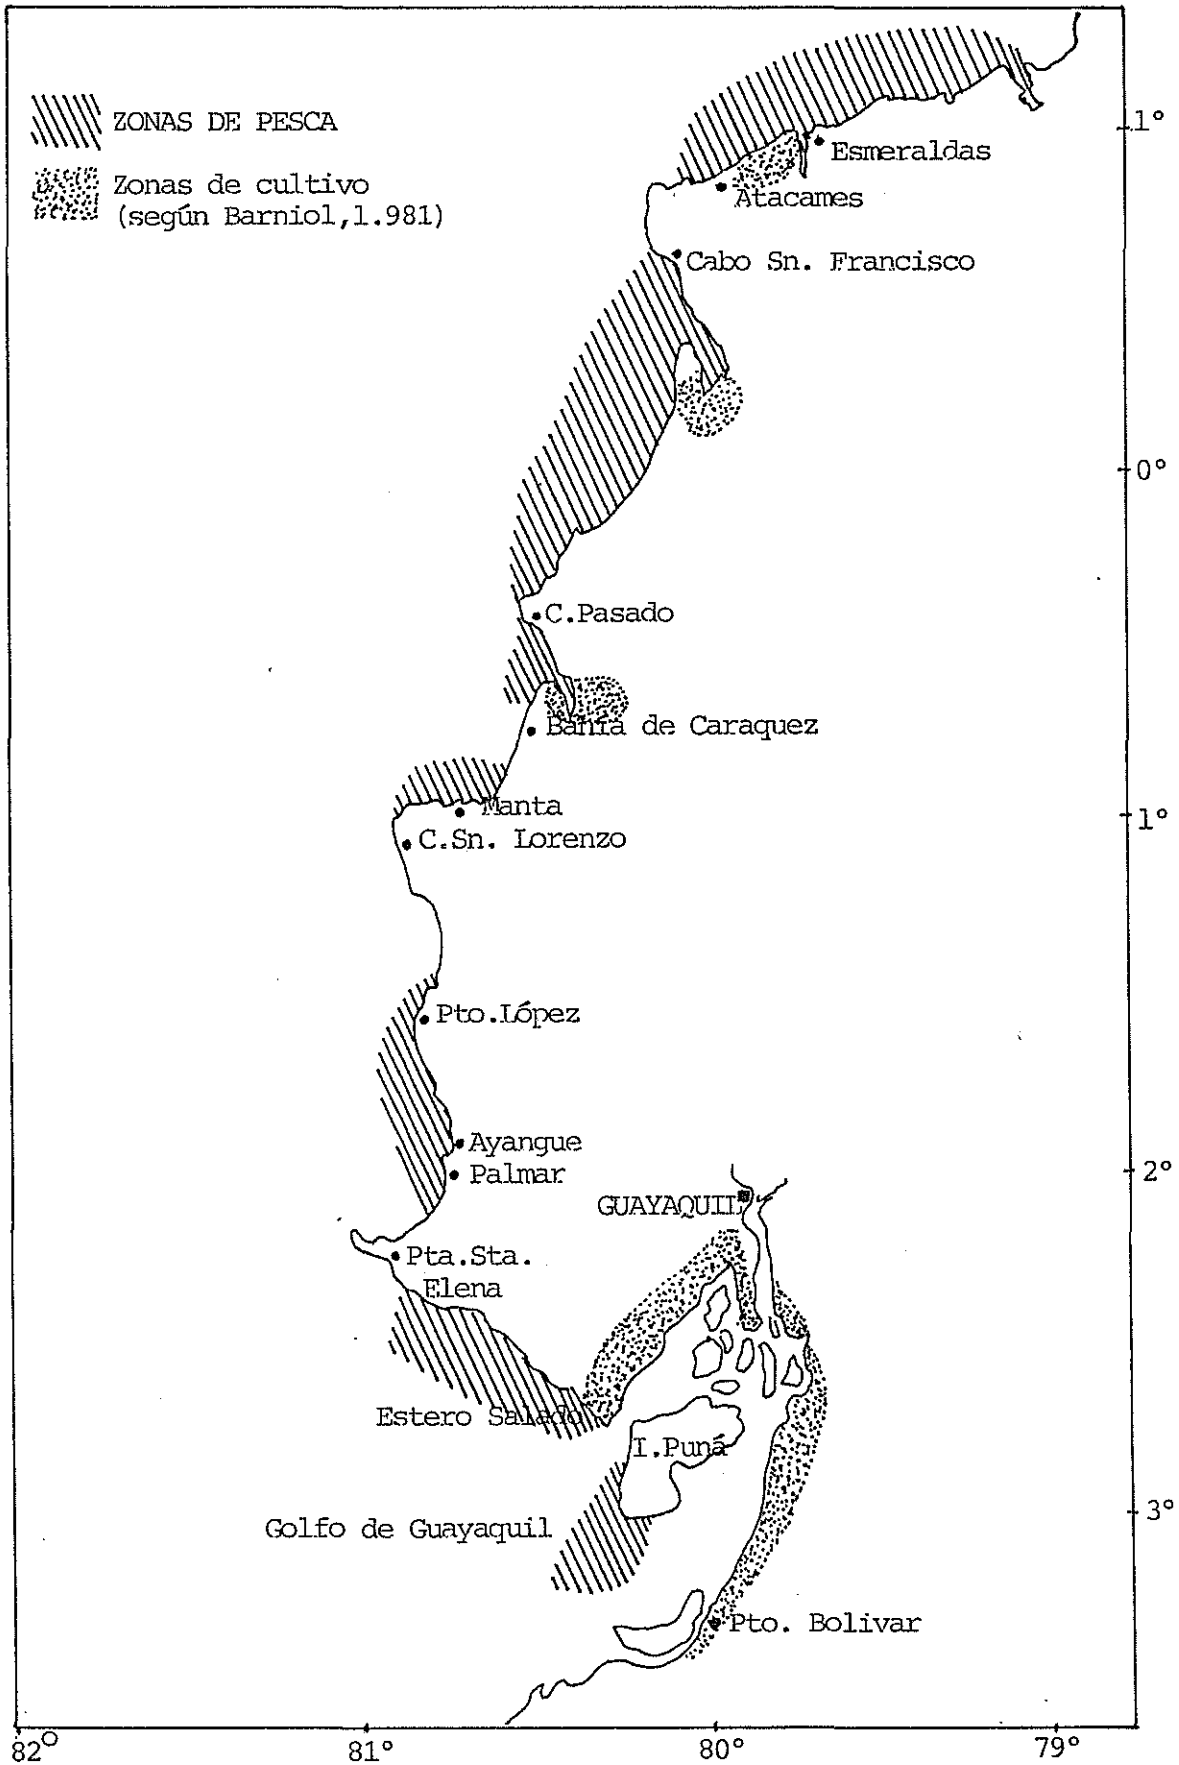 ZONAS DE PESCA
Zonas de cultivo
(según Barniol,1.981)
1°
Esmeraldas
Atacames
Cabo Sn. Francisco
0°
C.Pasado
Bahía de Caraquez
Manta
1°
C.Sn. Lorenzo
Pto.López
Ayangue
Palmar
2°
GUAYAQUIL
Pta.Sta.
Elena
Estero Salado
I.Puná
3°
Golfo de Guayaquil
Pto. Bolivar
82° 81° 80° 79°